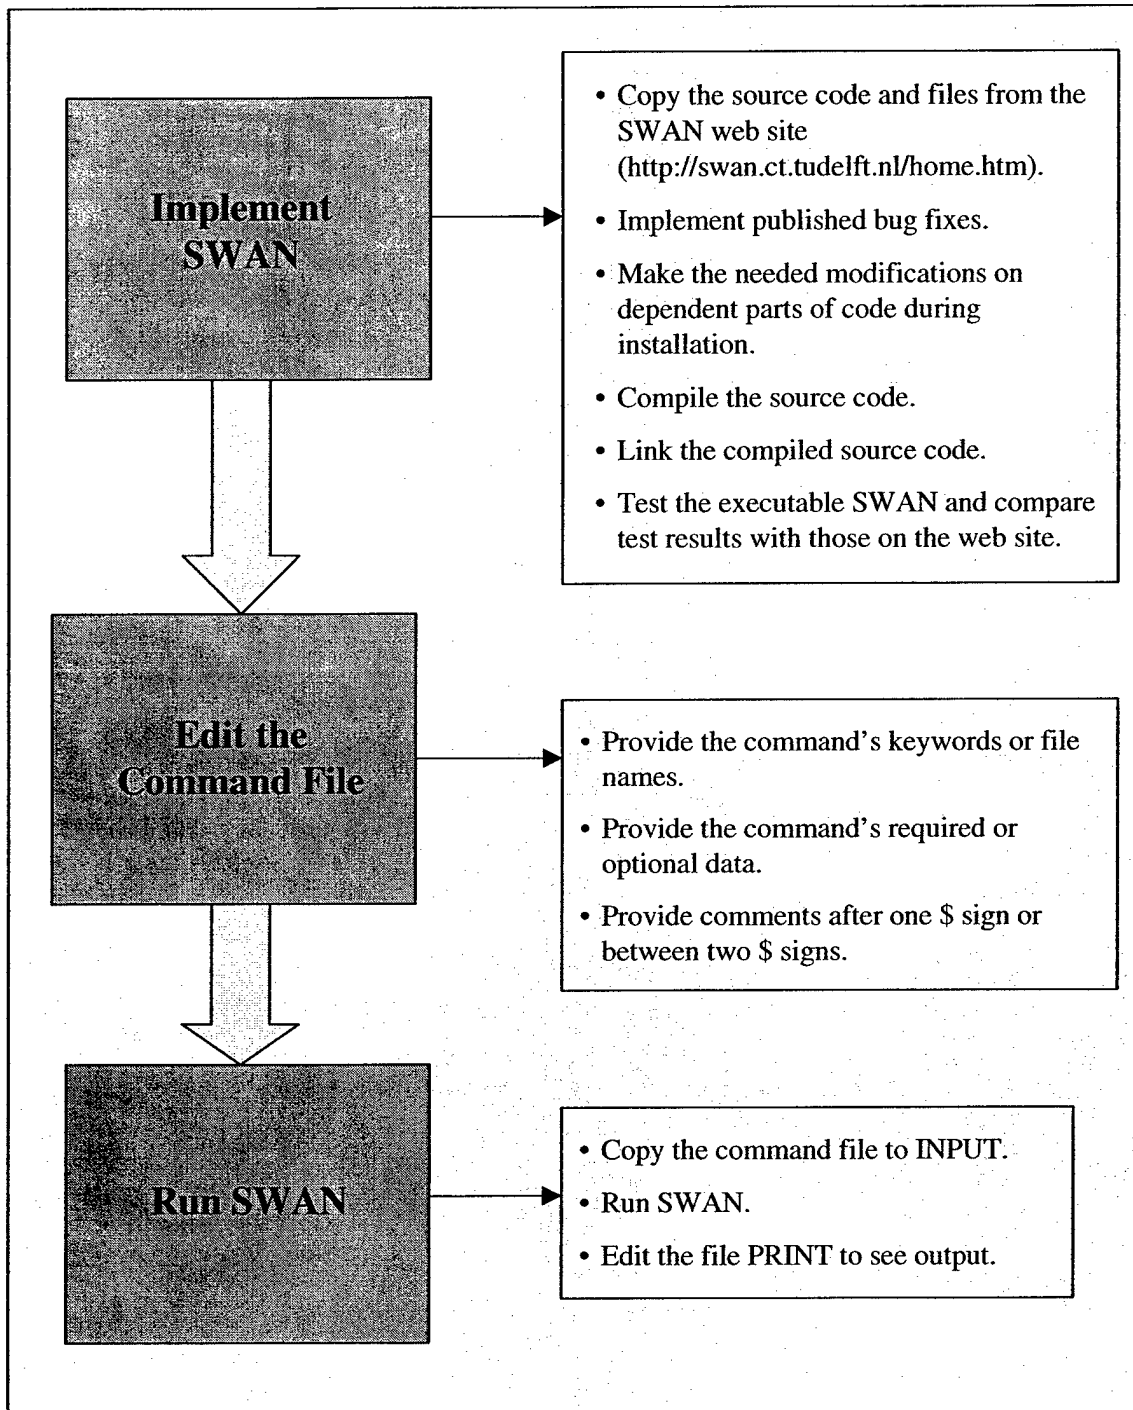 Implement
SWAN
• Copy the source code and files from the
SWAN web site
(http://swan.ct.tudelft.nl/home.htm).
• Implement published bug fixes.
• Make the needed modifications on
dependent parts of code during
installation.
• Compile the source code.
• Link the compiled source code.
• Test the executable SWAN and compare
test results with those on the web site.
Edit the
Command File
• Provide the command's keywords or file
names.
• Provide the command's required or
optional data.
• Provide comments after one $ sign or
between two $ signs.
Run SWAN
• Copy the command file to INPUT.
• Run SWAN.
• Edit the file PRINT to see output.